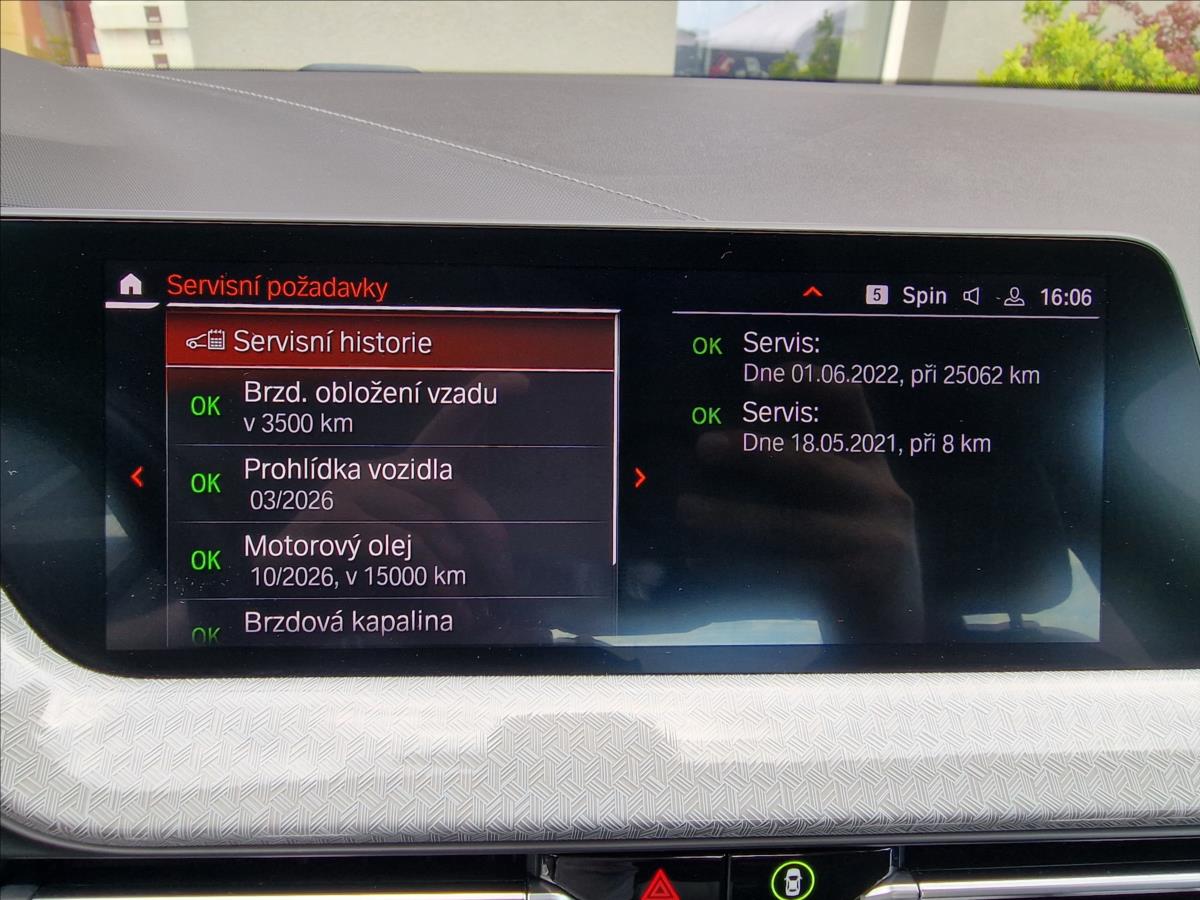 Servisní požadavky
5 Spin 16:06
Servisní historie
OK Brzd. obložení vzadu
v 3500 km
OK Prohlídka vozidla
03/2026
OK Motorový olej
10/2026, v 15000 km
OK Brzdová kapalina
OK Servis:
Dne 01.06.2022, při 25062 km
OK Servis:
Dne 18.05.2021, při 8 km